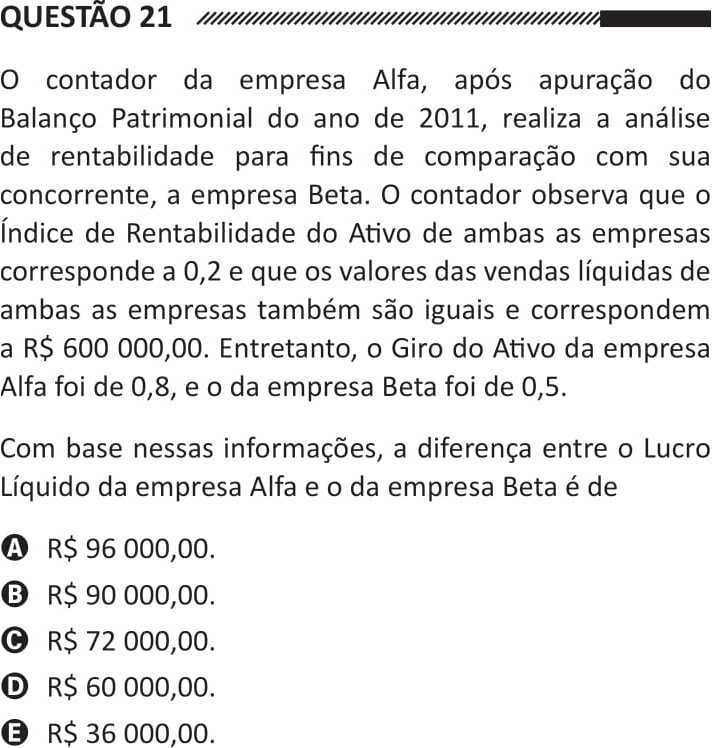 QUESTÃO 21
O contador da empresa Alfa, após apuração do
Balanço Patrimonial do ano de 2011, realiza a análise
de rentabilidade para fins de comparação com sua
concorrente, a empresa Beta. O contador observa que o
Índice de Rentabilidade do Ativo de ambas as empresas
corresponde a 0,2 e que os valores das vendas líquidas de
ambas as empresas também são iguais e correspondem
a R$ 600 000,00. Entretanto, o Giro do Ativo da empresa
Alfa foi de 0,8, e o da empresa Beta foi de 0,5.
Com base nessas informações, a diferença entre o Lucro
Líquido da empresa Alfa e o da empresa Beta é de
A R$ 96 000,00.
B R$ 90 000,00.
C R$ 72 000,00.
D R$ 60 000,00.
E R$ 36 000,00.